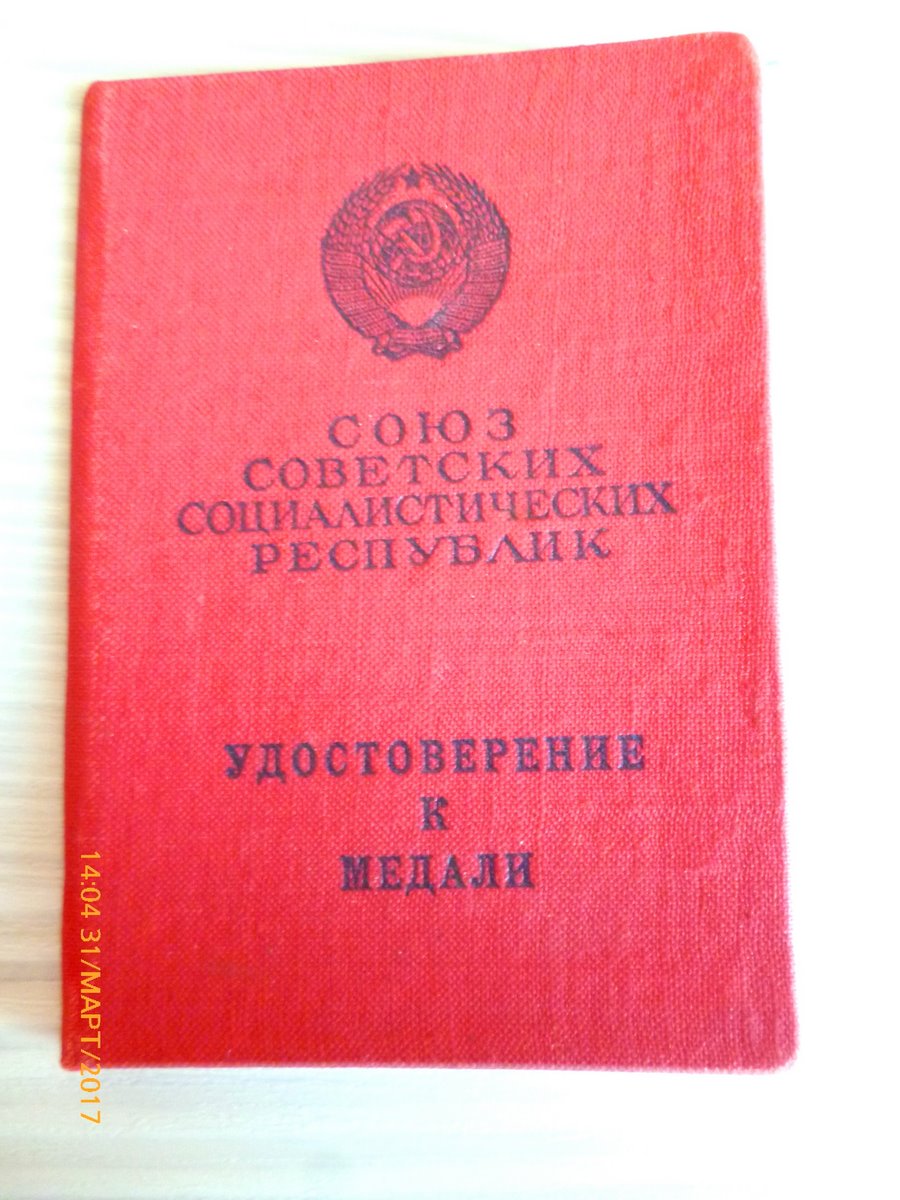 СОЮЗ
СОВЕТСКИХ
СОЦИАЛИСТИЧЕСКИХ
РЕСПУБЛИК
УДОСТОВЕРЕНИЕ
К
МЕДАЛИ
14:04 31/МАРТ/2017